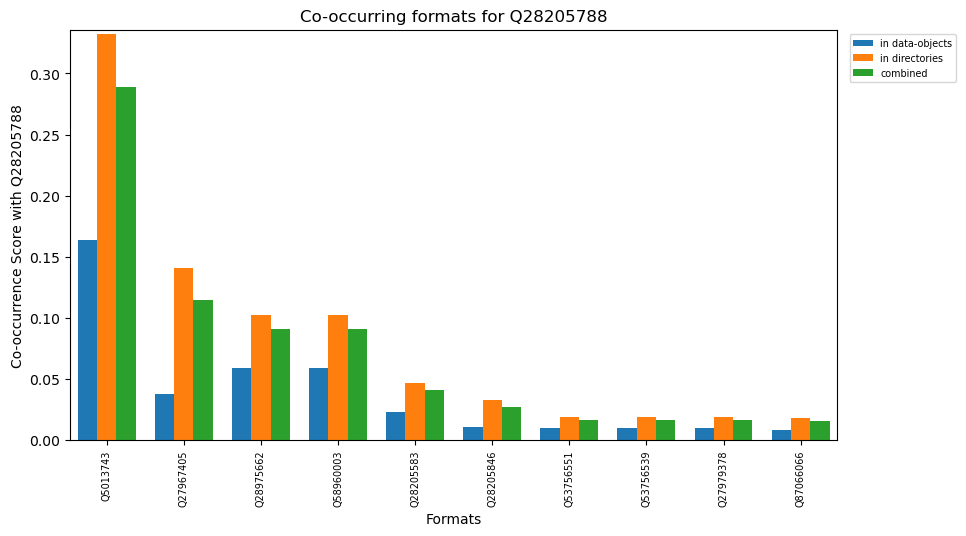 Co-occurring formats for Q28205788
in data-objects
in directories
combined
Co-occurrence Score with Q28205788
0.30
0.25
0.20
0.15
0.10
0.05
0.00
Q5013743
Q27967405
Q28975662
Q58960003
Q28205583
Q28205846
Q53756551
Q53756539
Q27979378
Q87066066
Formats